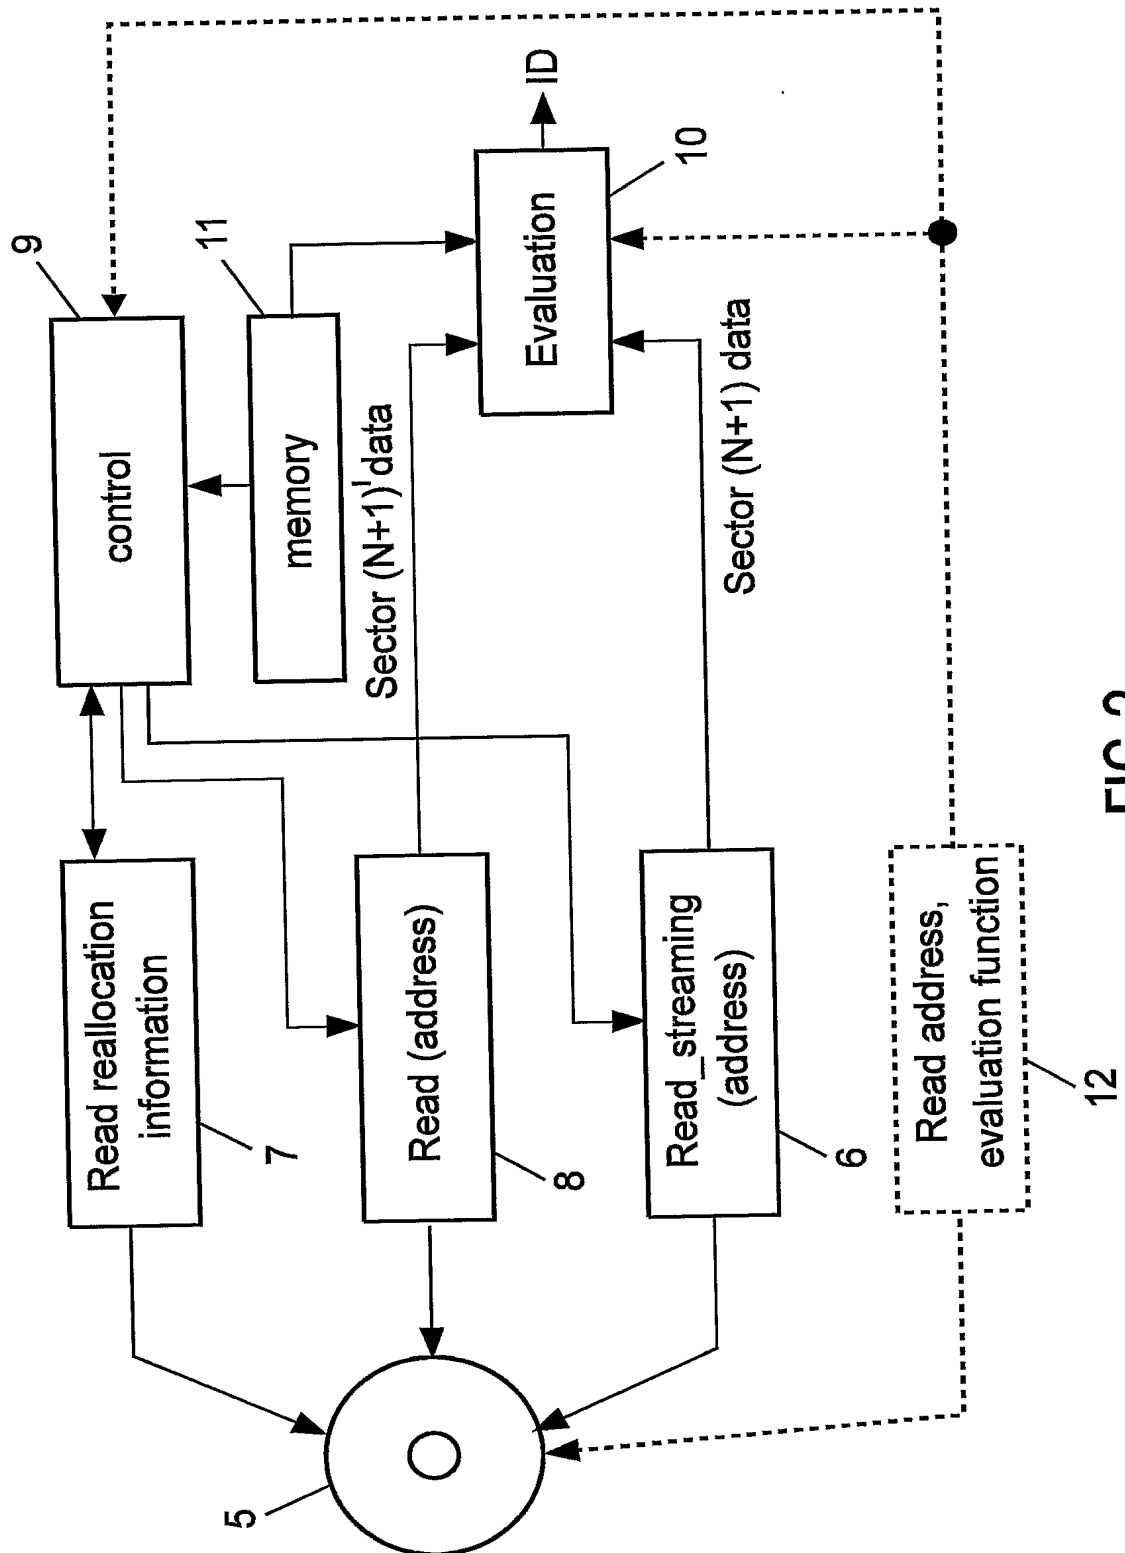 9
Read reallocation
information
control
7
11
memory
5
Read (address)
8
Sector (N+1)' data
Evaluation
ID
10
Read_streaming
(address)
6
Sector (N+1) data
Read address,
evaluation function
12
FIG